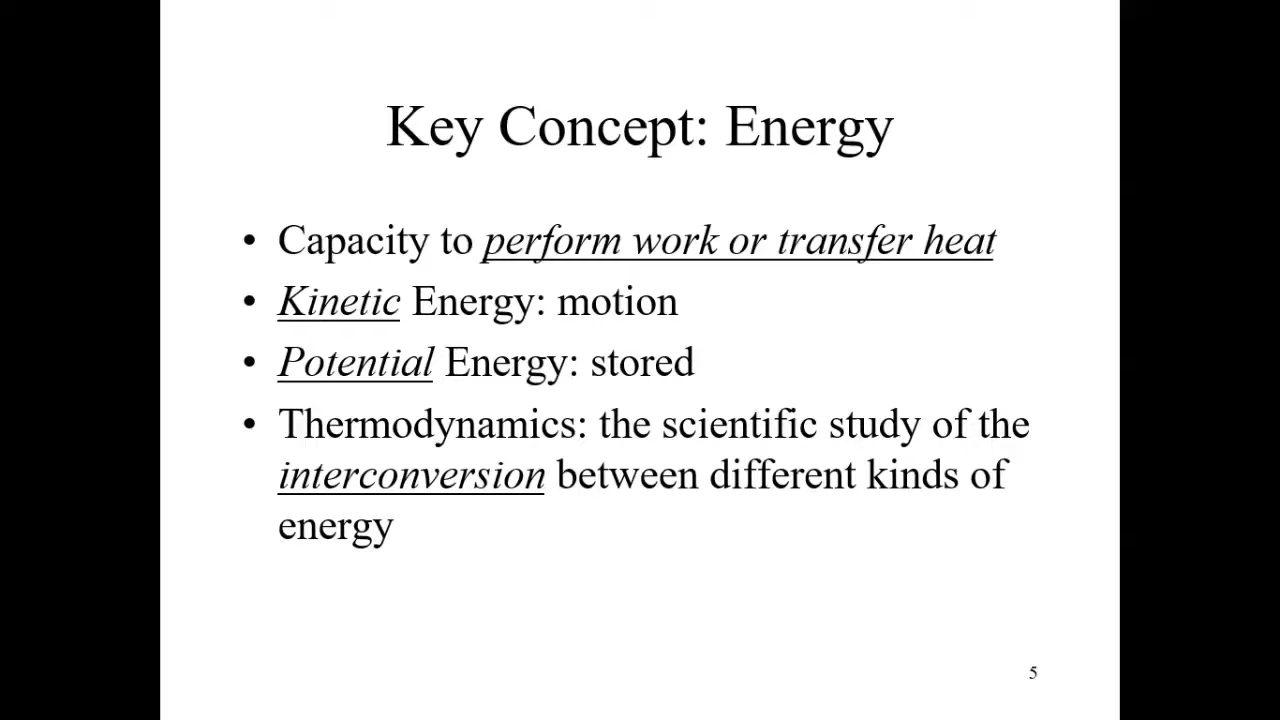 Key Concept: Energy
• Capacity to perform work or transfer heat
• Kinetic Energy: motion
• Potential Energy: stored
• Thermodynamics: the scientific study of the
interconversion between different kinds of
energy
5